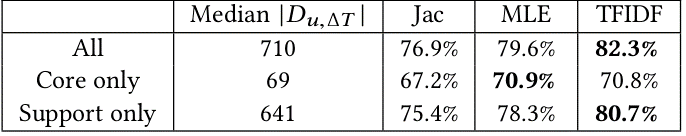 Median |D_{u,ΔT}| Jac MLE TFIDF
All 710 76.9% 79.6% 82.3%
Core only 69 67.2% 70.9% 70.8%
Support only 641 75.4% 78.3% 80.7%